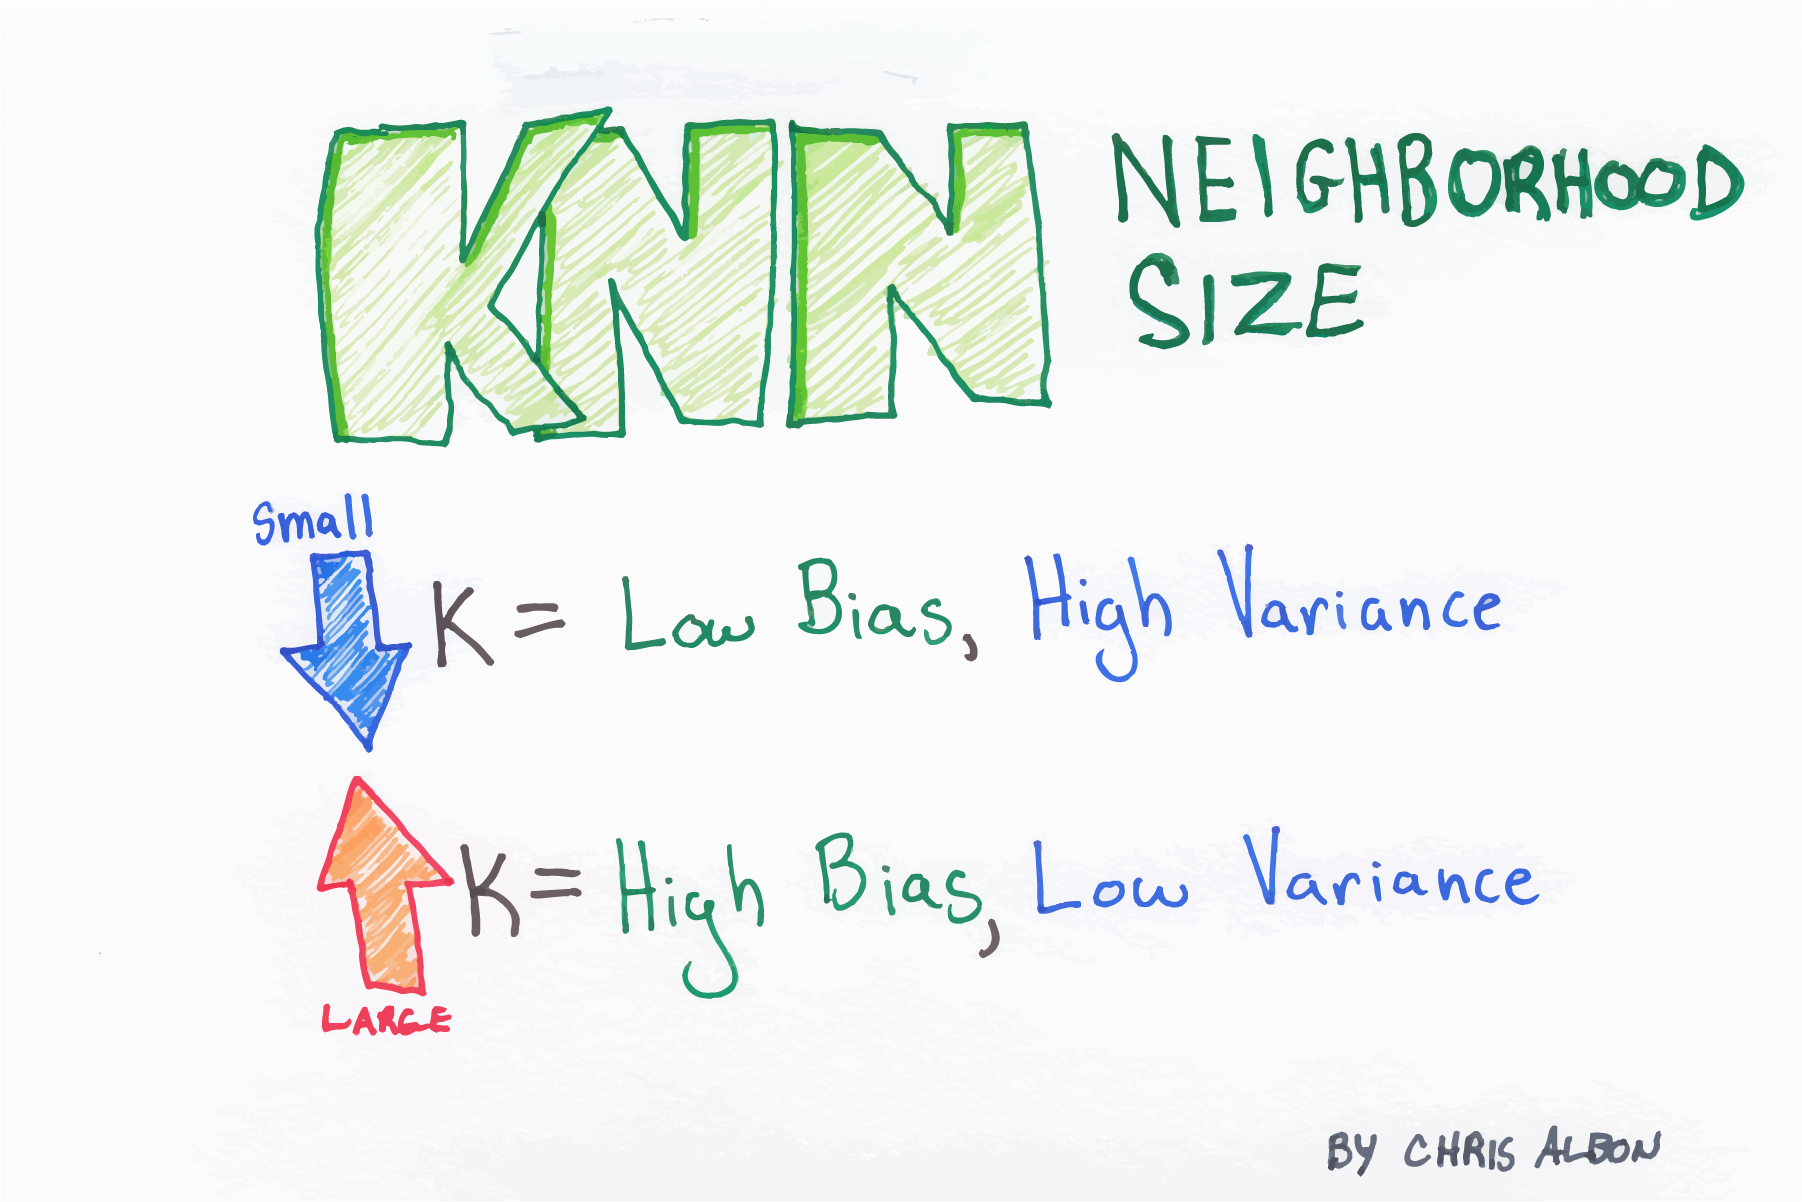 KNN NEIGHBORHOOD
SIZE
Small
K = Low Bias, High Variance
K = High Bias, Low Variance
LARGE
BY CHRIS ALBON